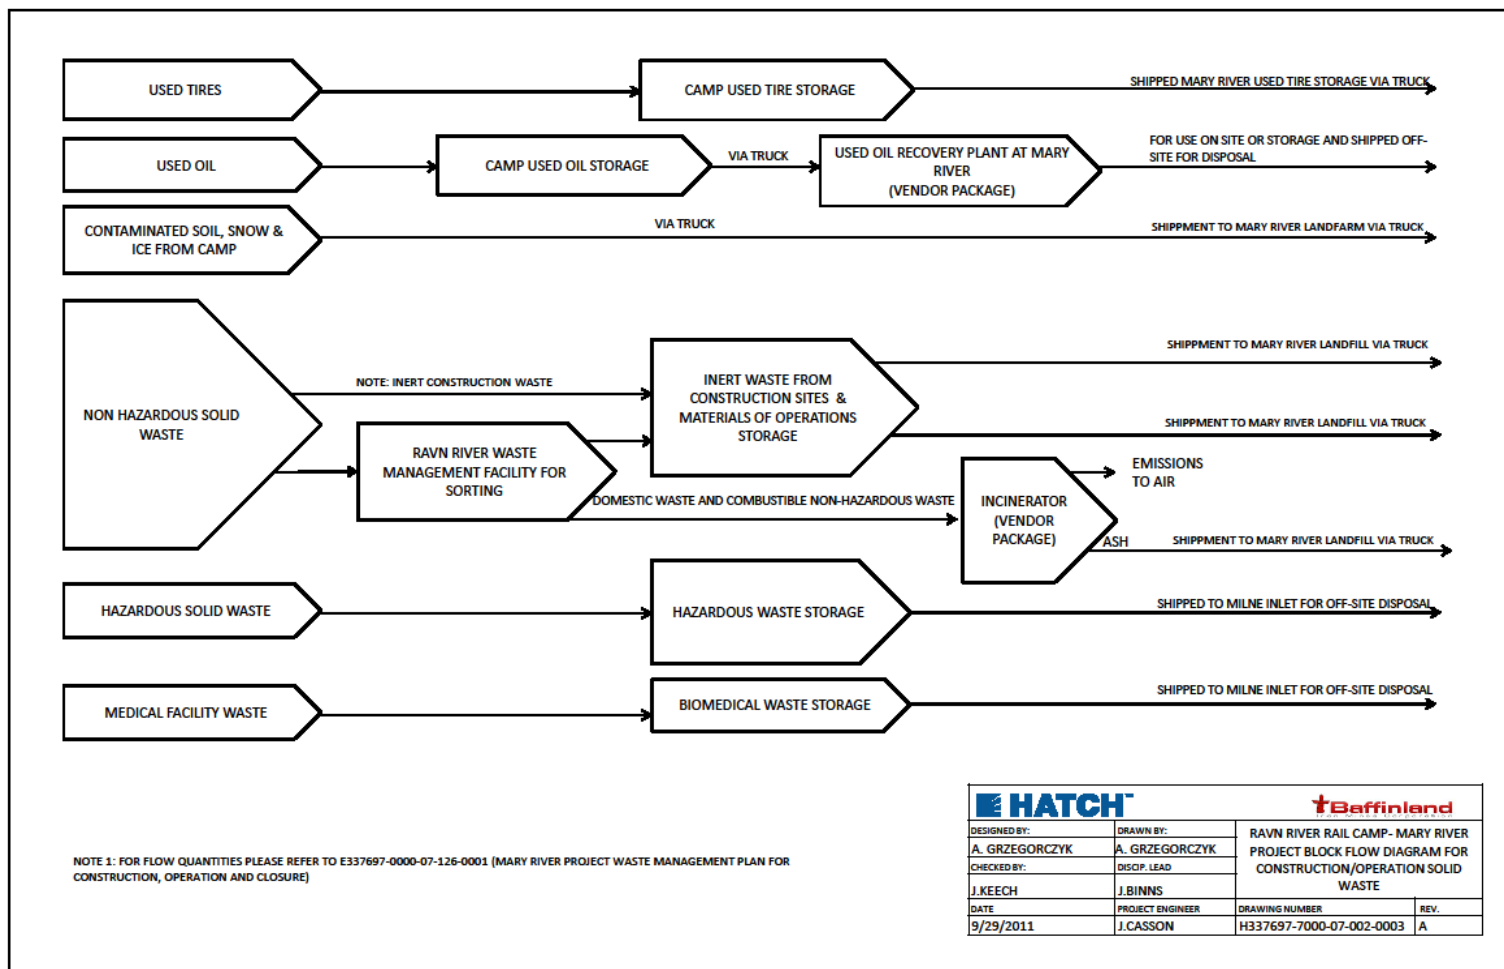 USED TIRES
CAMP USED TIRE STORAGE
SHIPPED MARY RIVER USED TIRE STORAGE VIA TRUCK
USED OIL
CAMP USED OIL STORAGE
VIA TRUCK
USED OIL RECOVERY PLANT AT MARY
RIVER
(VENDOR PACKAGE)
FOR USE ON SITE OR STORAGE AND SHIPPED OFF-
SITE FOR DISPOSAL
CONTAMINATED SOIL, SNOW &
ICE FROM CAMP
VIA TRUCK
SHIPMENT TO MARY RIVER LANDFARM VIA TRUCK
NON HAZARDOUS SOLID
WASTE
NOTE: INERT CONSTRUCTION WASTE
RAVN RIVER WASTE
MANAGEMENT FACILITY FOR
SORTING
INERT WASTE FROM
CONSTRUCTION SITES &
MATERIALS OF OPERATIONS
STORAGE
SHIPPMENT TO MARY RIVER LANDFILL VIA TRUCK
SHIPPMENT TO MARY RIVER LANDFILL VIA TRUCK
DOMESTIC WASTE AND COMBUSTIBLE NON-HAZARDOUS WASTE
INCINERATOR
(VENDOR
PACKAGE)
EMISSIONS
TO AIR
ASH
SHIPPMENT TO MARY RIVER LANDFILL VIA TRUCK
HAZARDOUS SOLID WASTE
HAZARDOUS WASTE STORAGE
SHIPPED TO MILNE INLET FOR OFF-SITE DISPOSAL
MEDICAL FACILITY WASTE
BIOMEDICAL WASTE STORAGE
SHIPPED TO MILNE INLET FOR OFF-SITE DISPOSAL
NOTE 1: FOR FLOW QUANTITIES PLEASE REFER TO E337697-0000-07-126-0001 (MARY RIVER PROJECT WASTE MANAGEMENT PLAN FOR
CONSTRUCTION, OPERATION AND CLOSURE)
HATCH™
Baffinland
DESIGNED BY:
DRAWN BY:
A. GRZEGORCZYK
A. GRZEGORCZYK
CHECKED BY:
DISCIP. LEAD
J.KEECH
J.BINNS
RAVN RIVER RAIL CAMP- MARY RIVER
PROJECT BLOCK FLOW DIAGRAM FOR
CONSTRUCTION/OPERATION SOLID
WASTE
DATE
PROJECT ENGINEER
DRAWING NUMBER
REV.
9/29/2011
J.CASSON
H337697-7000-07-002-0003
A